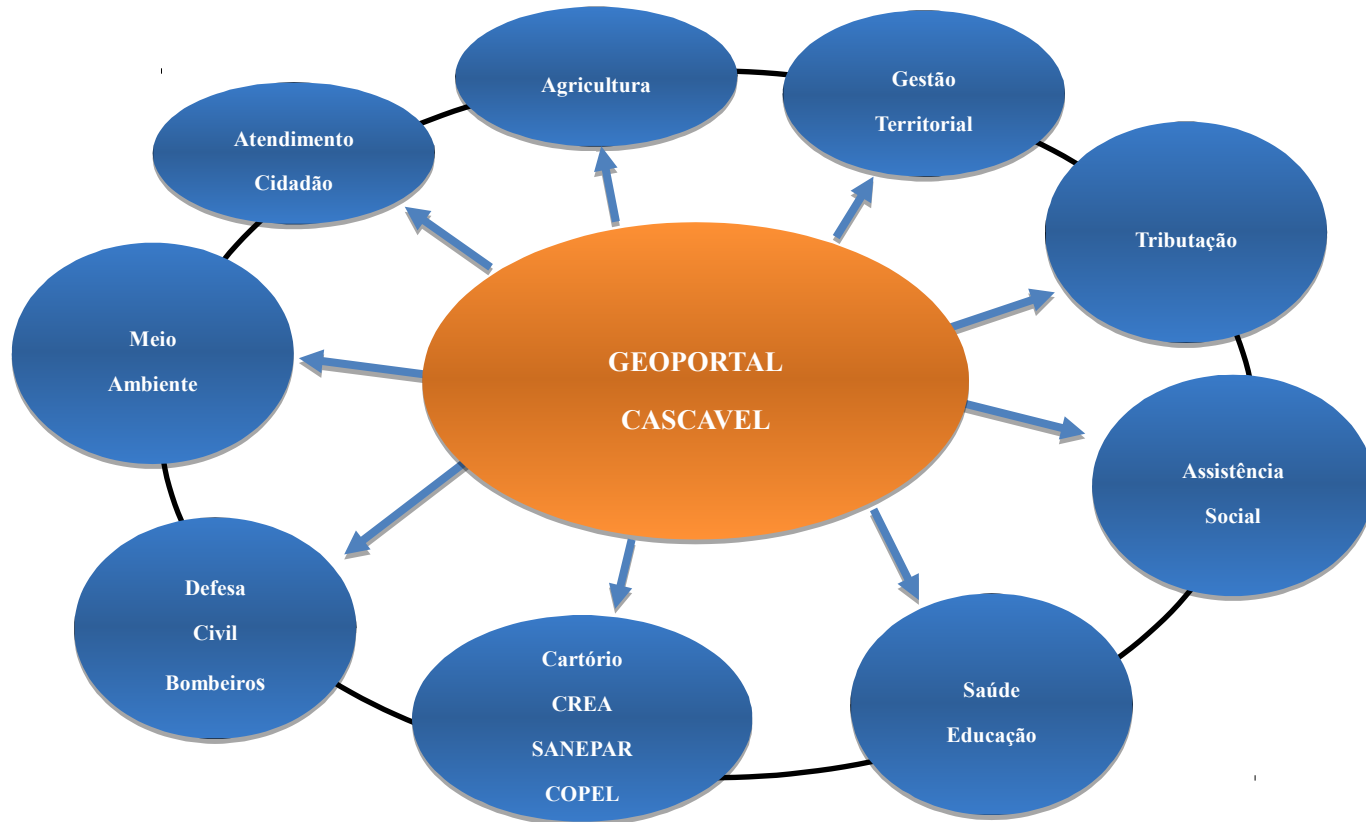 Agricultura
Gestão
Territorial
Atendimento
Cidadão
Tributação
Meio
Ambiente
GEOPORTAL
CASCAVEL
Assistência
Social
Defesa
Civil
Bombeiros
Cartório
CREA
SANEPAR
COPEL
Saúde
Educação